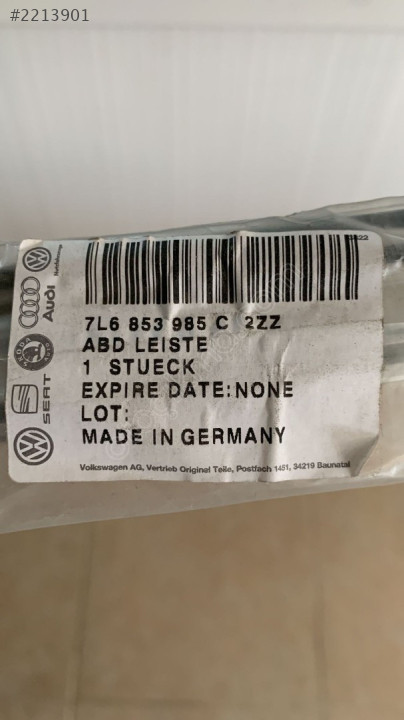 #2213901
7L6 853 985 C 2ZZ
ABD LEISTE
1 STUECK
EXPIRE DATE:NONE
LOT:
MADE IN GERMANY
Volkswagen AG, Vertrieb Original Teile, Postfach 1451, 34219 Baunatal
Audi
SEAT